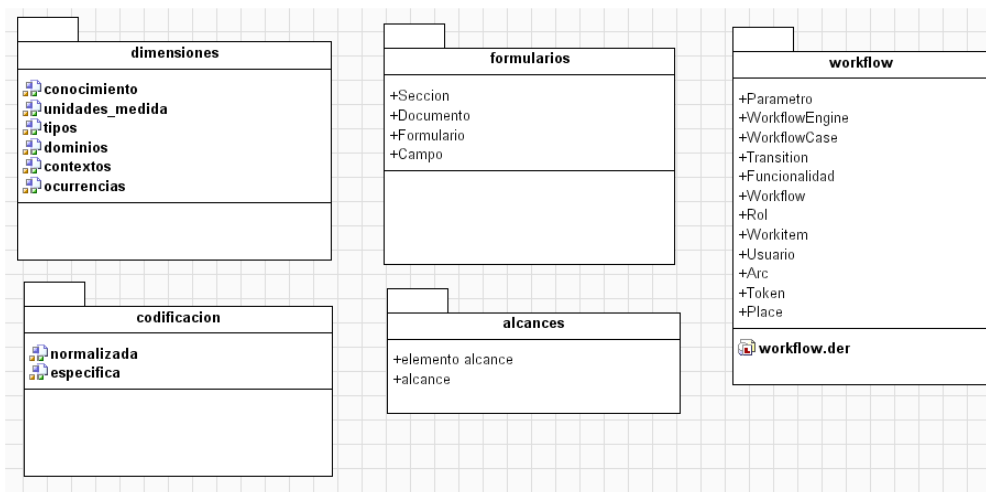 dimensiones
conocimiento
unidades_medida
tipos
dominios
contextos
ocurrencias
formularios
+Seccion
+Documento
+Formulario
+Campo
workflow
+Parametro
+WorkflowEngine
+WorkflowCase
+Transition
+Funcionalidad
+Workflow
+Rol
+Workitem
+Usuario
+Arc
+Token
+Place
workflow.der
codificacion
normalizada
especifica
alcances
+elemento alcance
+alcance